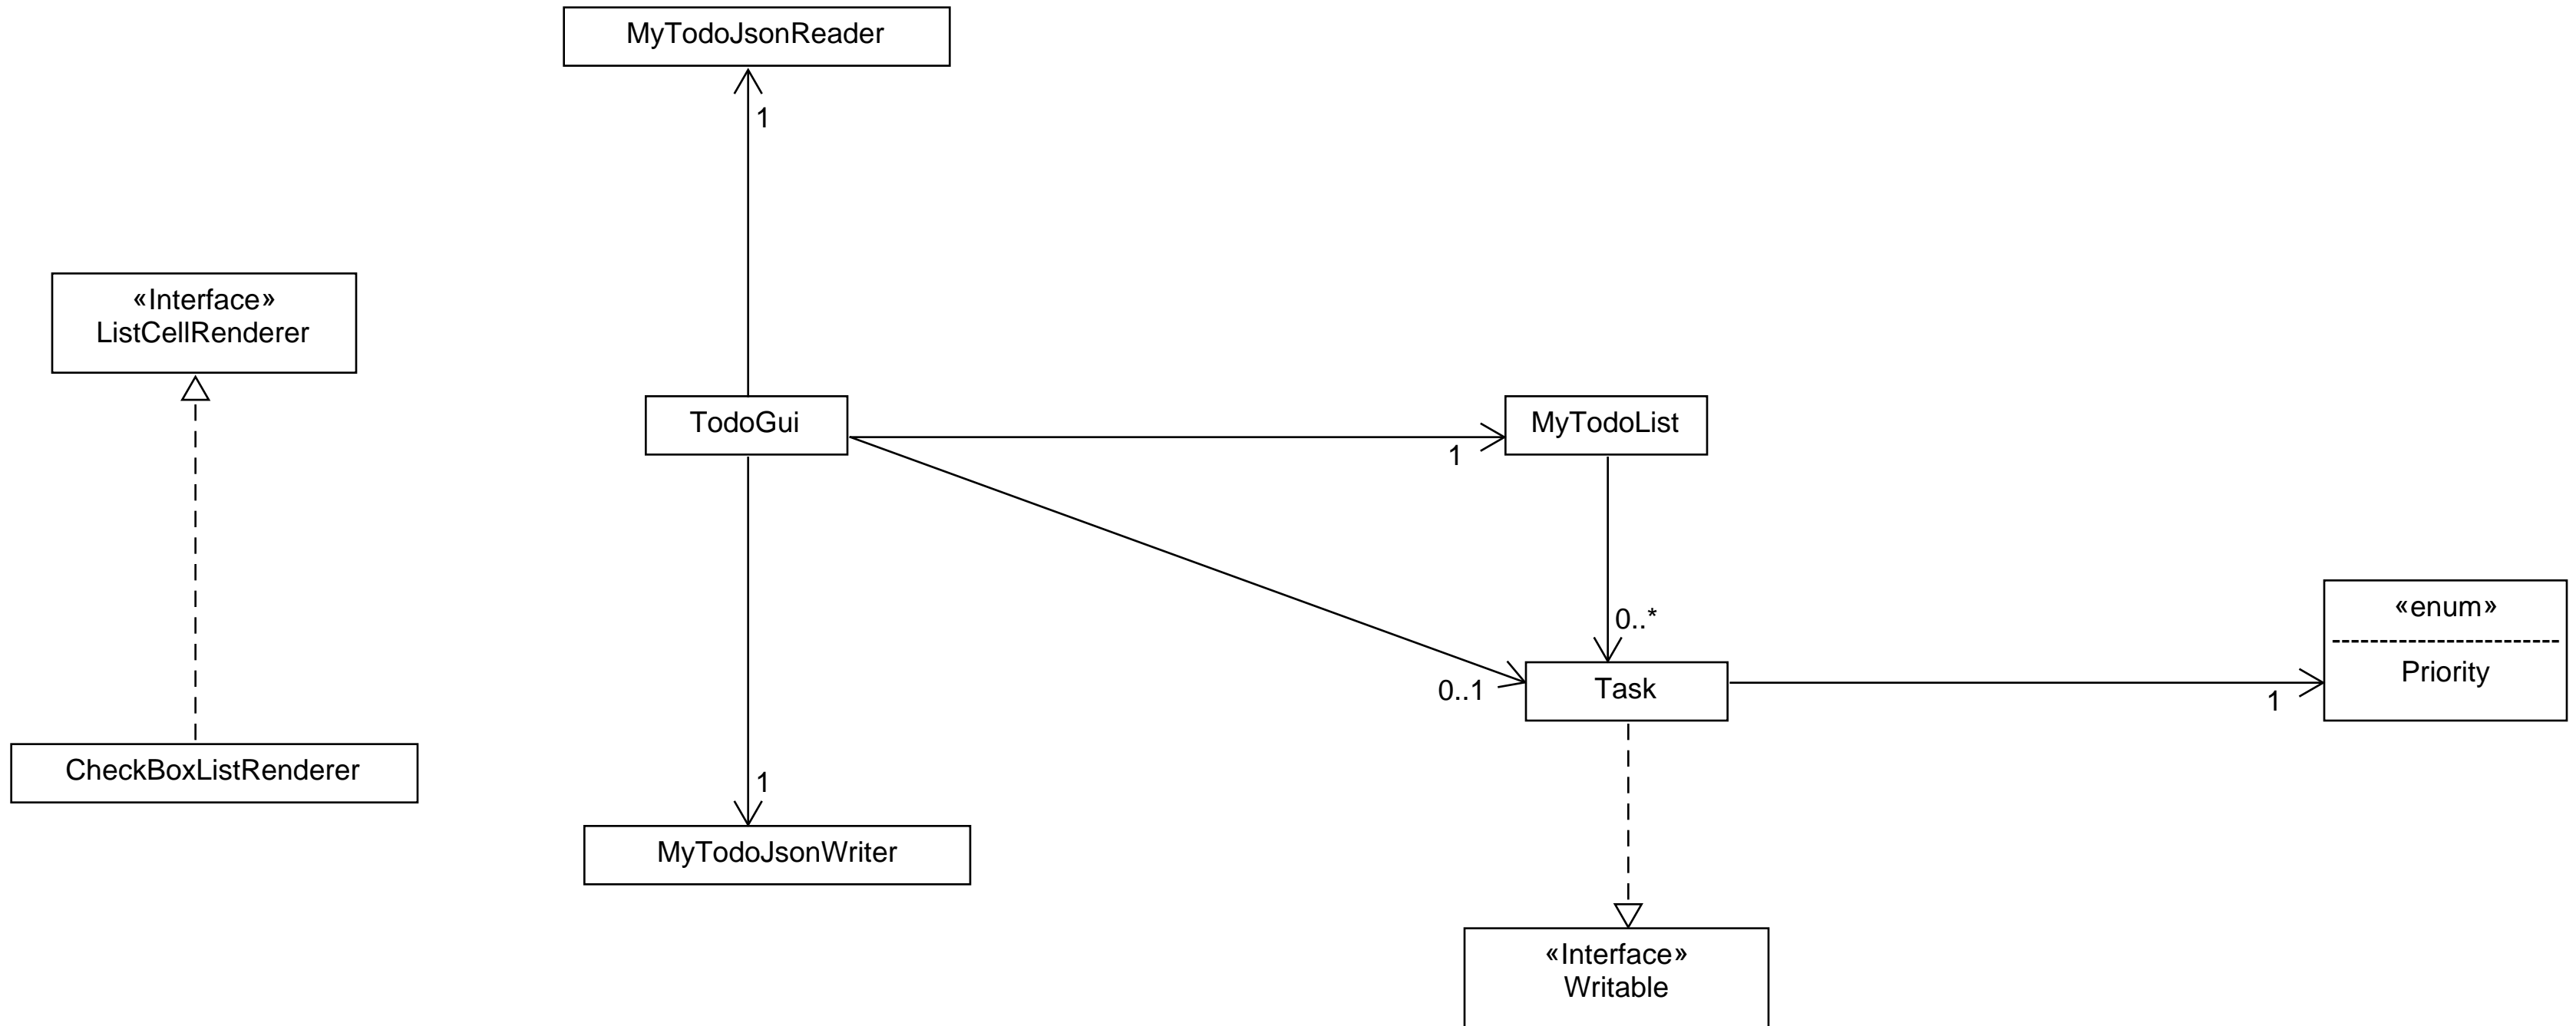 MyTodoJsonReader
1
«Interface»
ListCellRenderer
TodoGui
MyTodoList
1
0..*
«enum»
Priority
0..1
Task
1
CheckBoxListRenderer
1
MyTodoJsonWriter
«Interface»
Writable